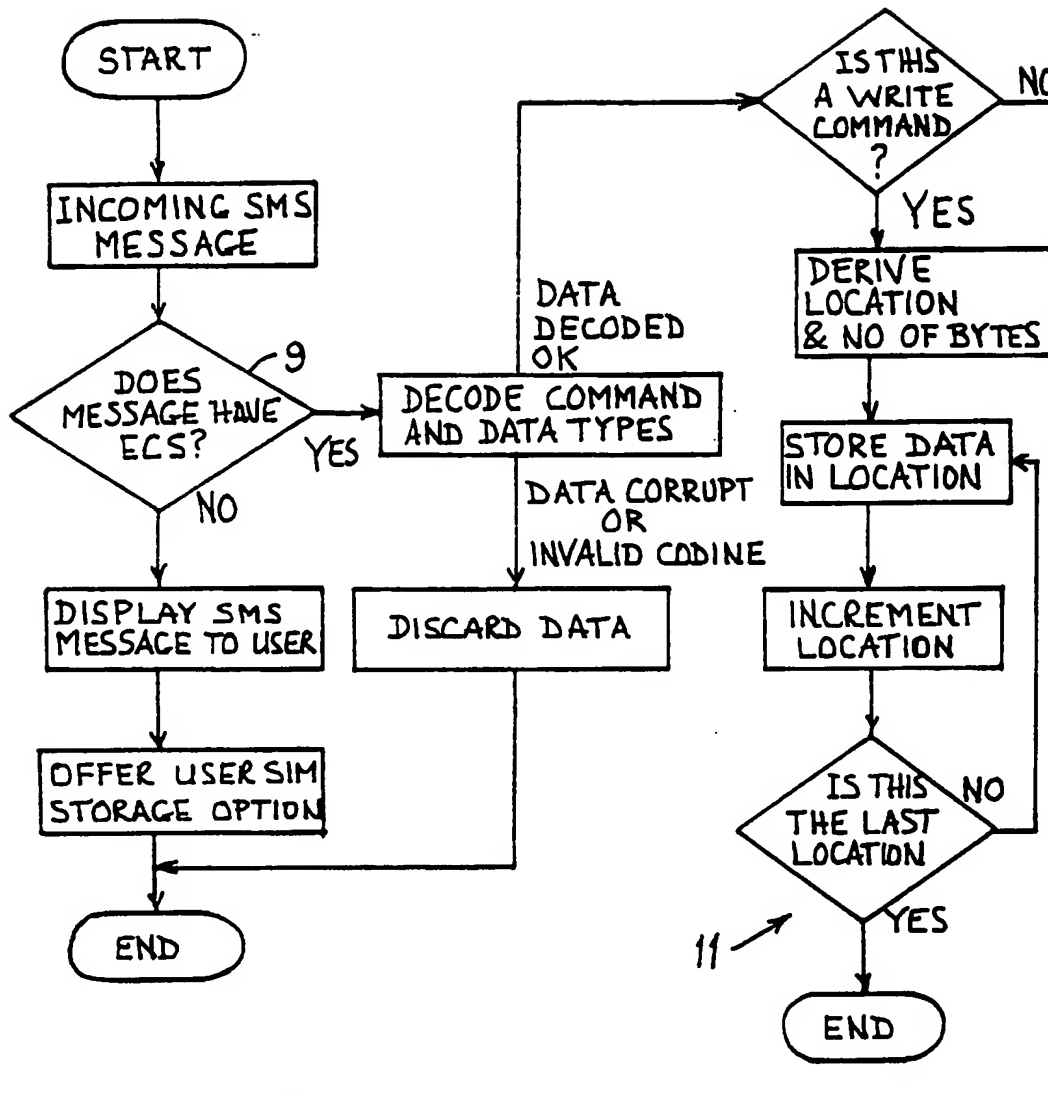 START
INCOMING SMS
MESSAGE
9
DOES
MESSAGE HAVE
ECS?
YES
NO
DISPLAY SMS
MESSAGE TO USER
OFFER USER SIM
STORAGE OPTION
END
DATA
DECODED
OK
DECODE COMMAND
AND DATA TYPES
DATA CORRUPT
OR
INVALID CODINE
DISCARD DATA
IS THIS
A WRITE
COMMAND
?
NO
YES
DERIVE
LOCATION
& NO OF BYTES
STORE DATA
IN LOCATION
INCREMENT
LOCATION
IS THIS
THE LAST
LOCATION
NO
YES
11
END